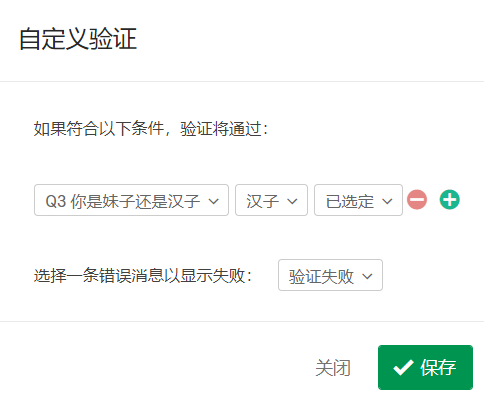 自定义验证
如果符合以下条件，验证将通过：
Q3 你是妹子还是汉子 汉子 已选定
选择一条错误消息以显示失败： 验证失败
关闭 保存